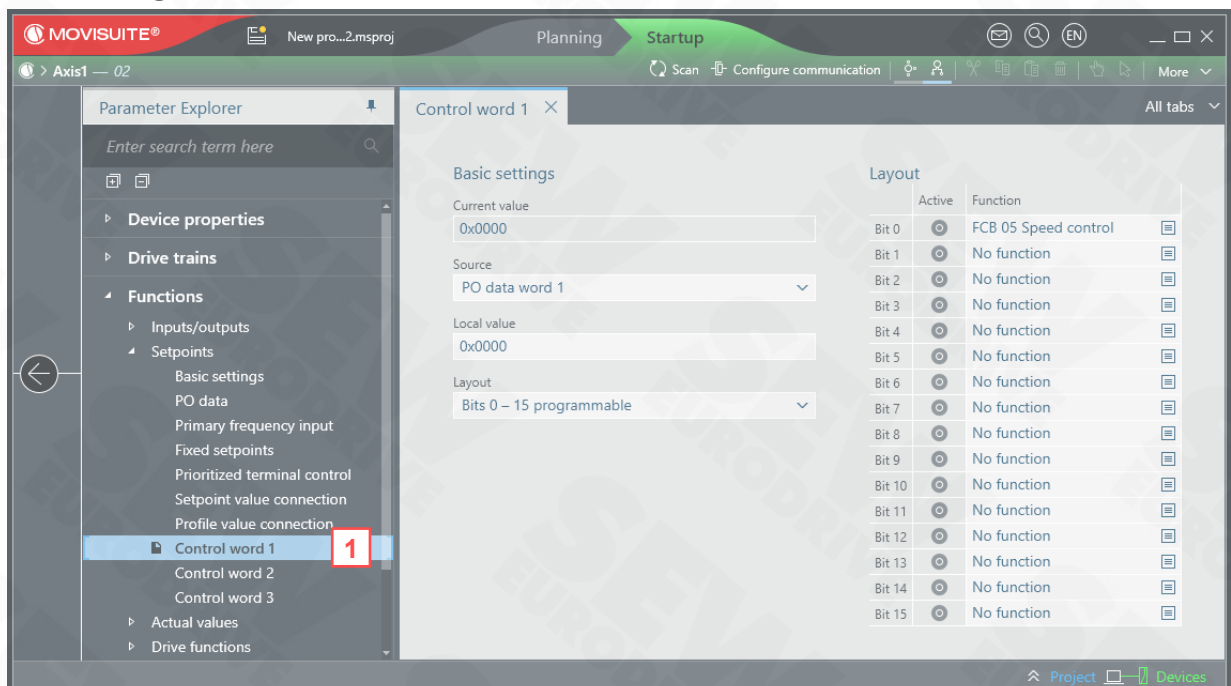 MOVISUITE®
New pro...2.msproj
Planning
Startup
EN
> Axis1 — 02
Scan
Configure communication
More
Parameter Explorer
Enter search term here
Device properties
Drive trains
Functions
Inputs/outputs
Setpoints
Basic settings
PO data
Primary frequency input
Fixed setpoints
Prioritized terminal control
Setpoint value connection
Profile value connection
Control word 1
1
Control word 2
Control word 3
Actual values
Drive functions
Control word 1
All tabs
Basic settings
Current value
0x0000
Source
PO data word 1
Local value
0x0000
Layout
Bits 0 – 15 programmable
Layout
Active Function
Bit 0 FCB 05 Speed control
Bit 1 No function
Bit 2 No function
Bit 3 No function
Bit 4 No function
Bit 5 No function
Bit 6 No function
Bit 7 No function
Bit 8 No function
Bit 9 No function
Bit 10 No function
Bit 11 No function
Bit 12 No function
Bit 13 No function
Bit 14 No function
Bit 15 No function
Project
Devices
SEW
EURODRIVE